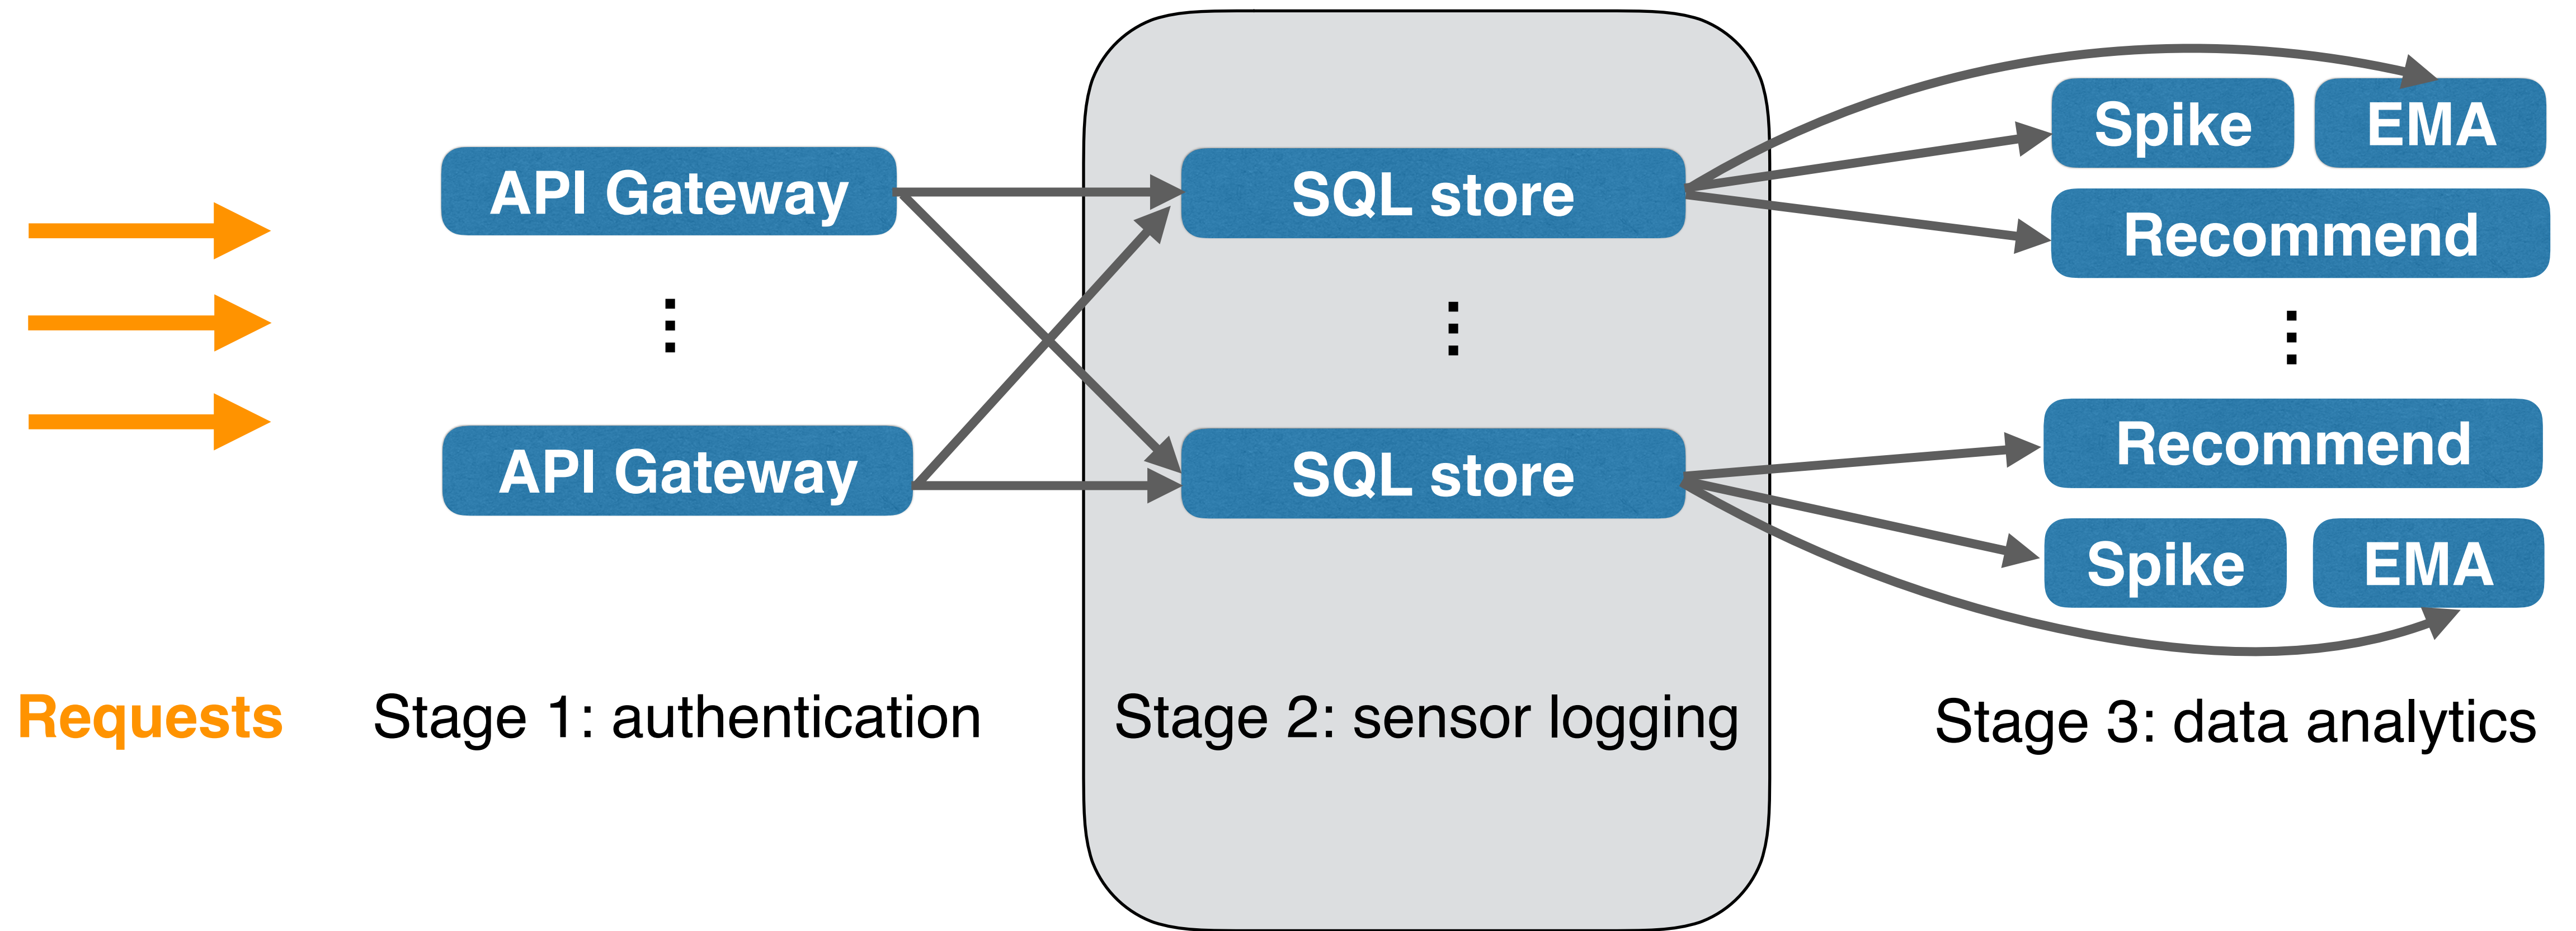 API Gateway
API Gateway
SQL store
SQL store
Spike
EMA
Recommend
Recommend
Spike
EMA
Requests
Stage 1: authentication
Stage 2: sensor logging
Stage 3: data analytics